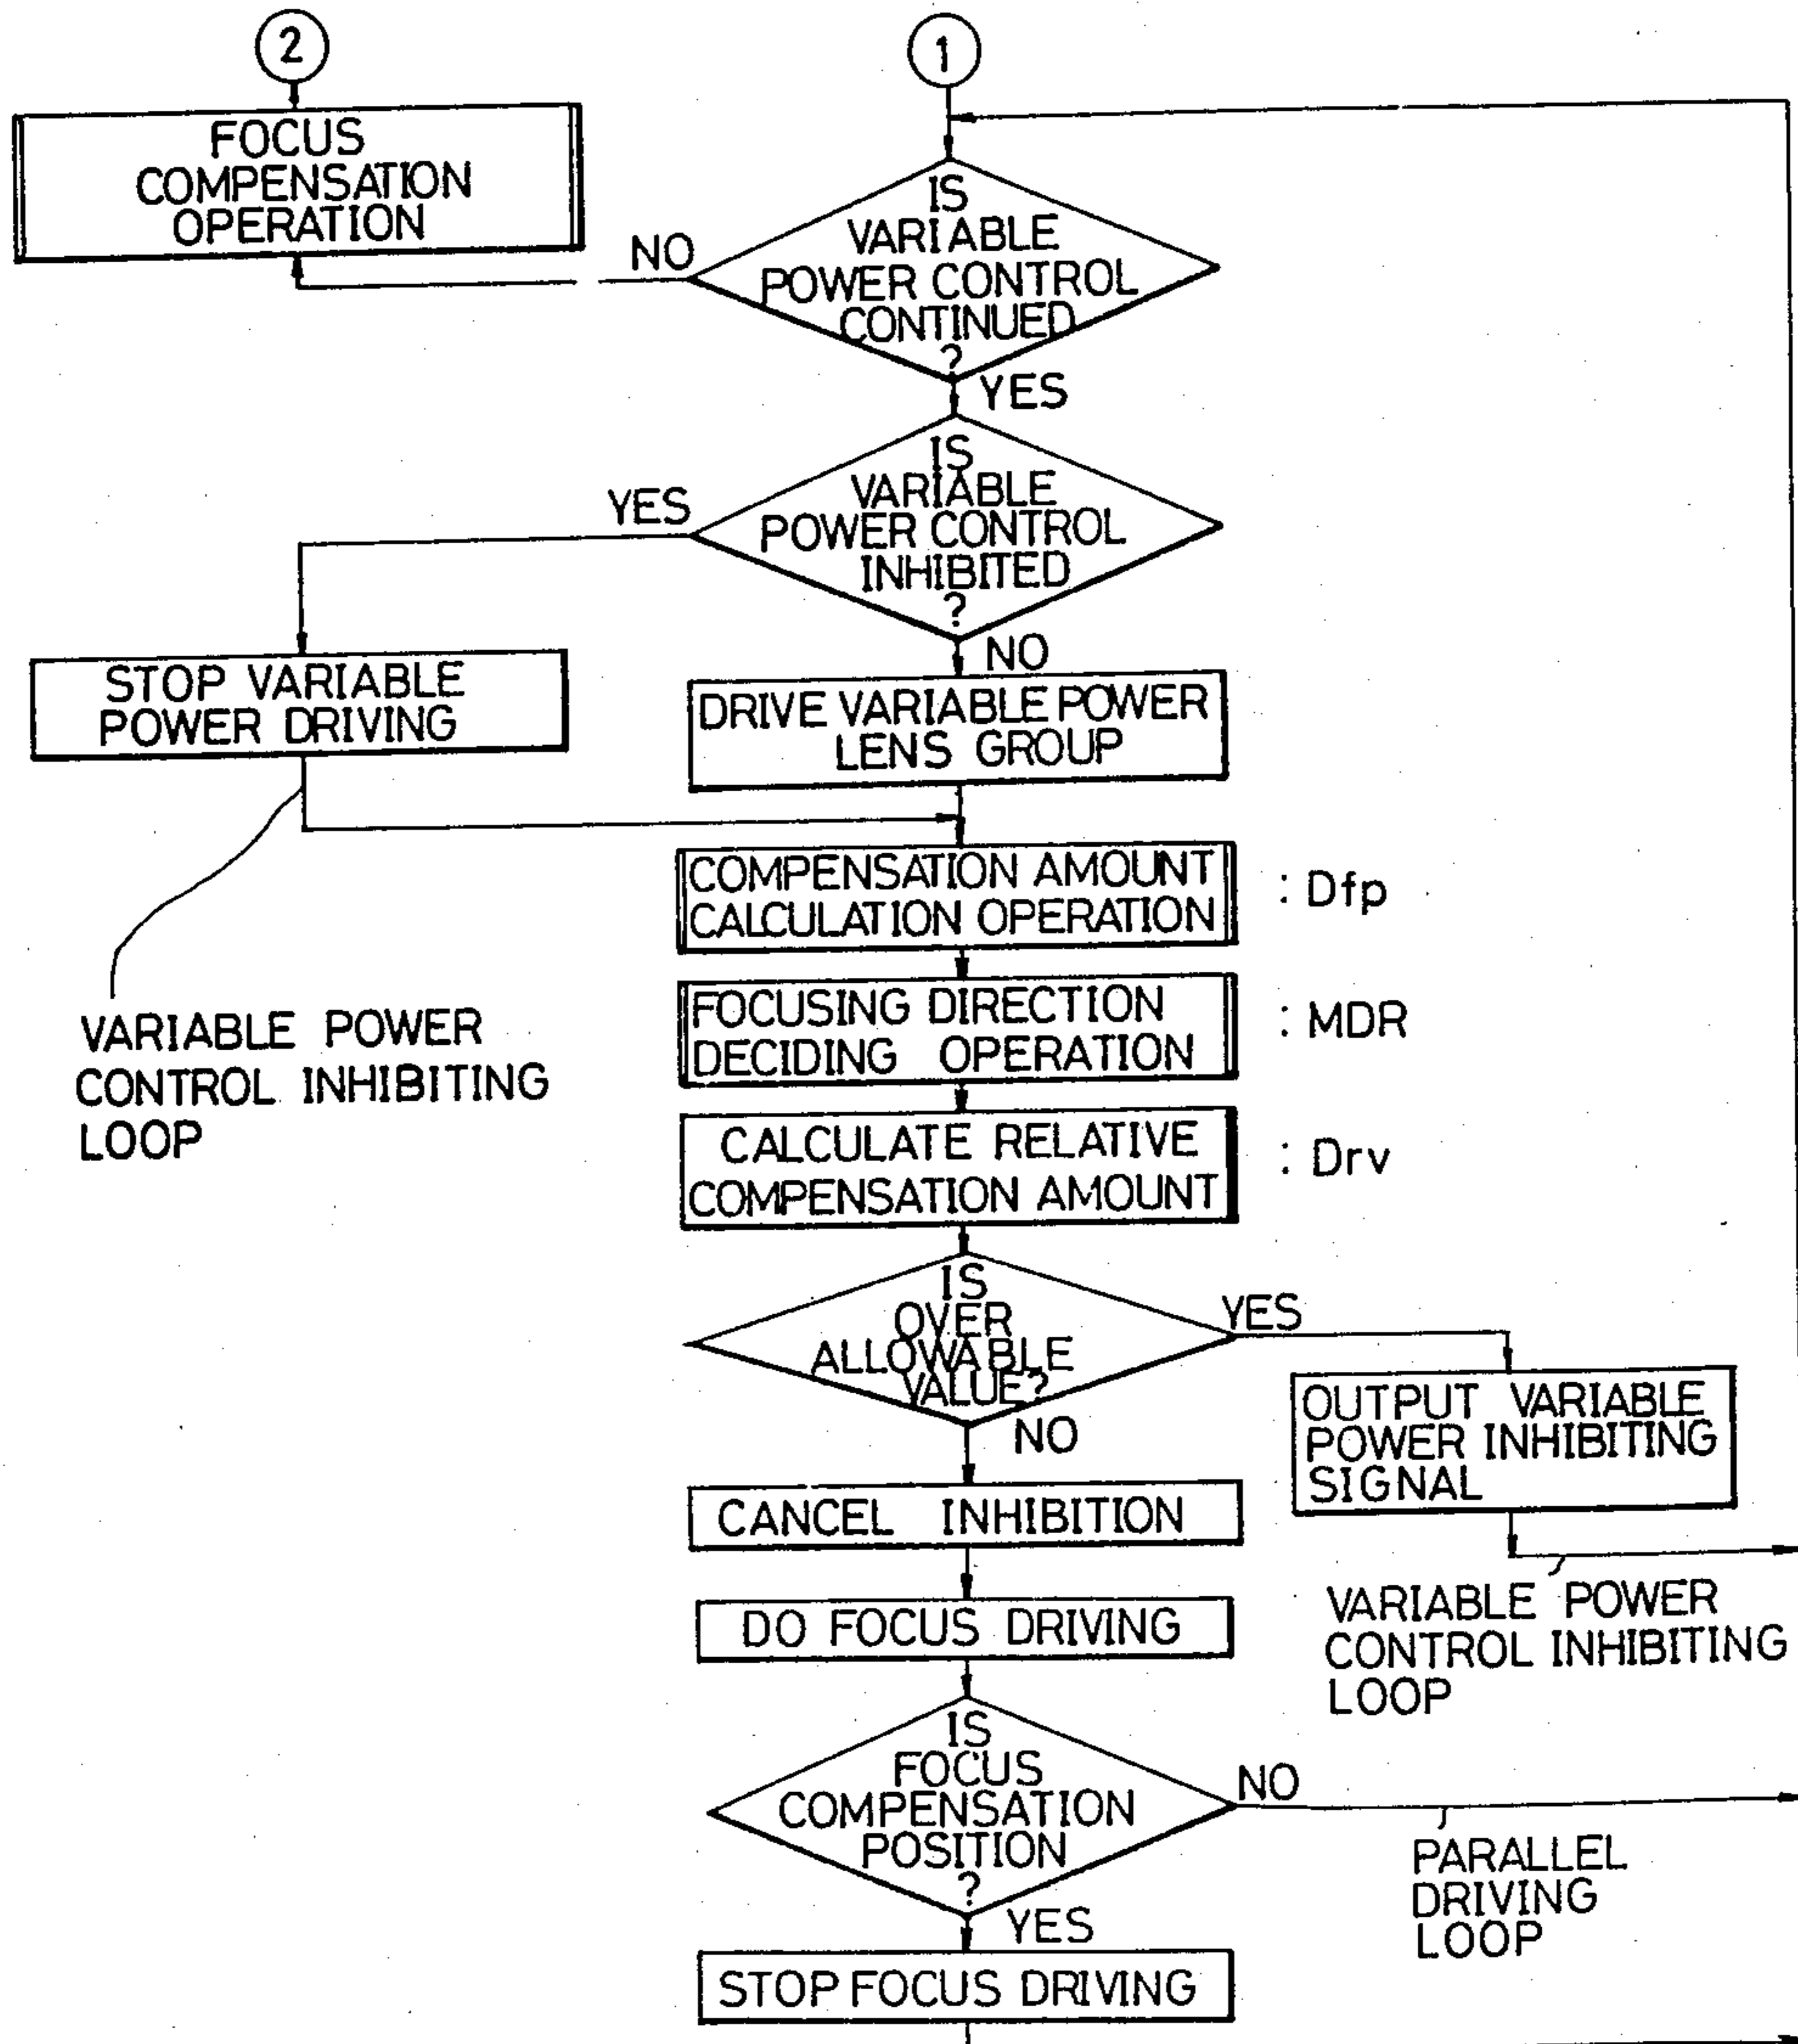 2
1
FOCUS
COMPENSATION
OPERATION
IS
VARIABLE
POWER CONTROL
CONTINUED
?
NO
YES
IS
VARIABLE
POWER CONTROL
INHIBITED
?
YES
NO
STOP VARIABLE
POWER DRIVING
DRIVE VARIABLE POWER
LENS GROUP
COMPENSATION AMOUNT
CALCULATION OPERATION
: Dfp
FOCUSING DIRECTION
DECIDING OPERATION
: MDR
VARIABLE POWER
CONTROL INHIBITING
LOOP
CALCULATE RELATIVE
COMPENSATION AMOUNT
: Drv
IS
OVER
ALLOWABLE
VALUE?
YES
NO
OUTPUT VARIABLE
POWER INHIBITING
SIGNAL
CANCEL INHIBITION
VARIABLE POWER
CONTROL INHIBITING
LOOP
DO FOCUS DRIVING
IS
FOCUS
COMPENSATION
POSITION
?
NO
YES
PARALLEL
DRIVING
LOOP
STOP FOCUS DRIVING